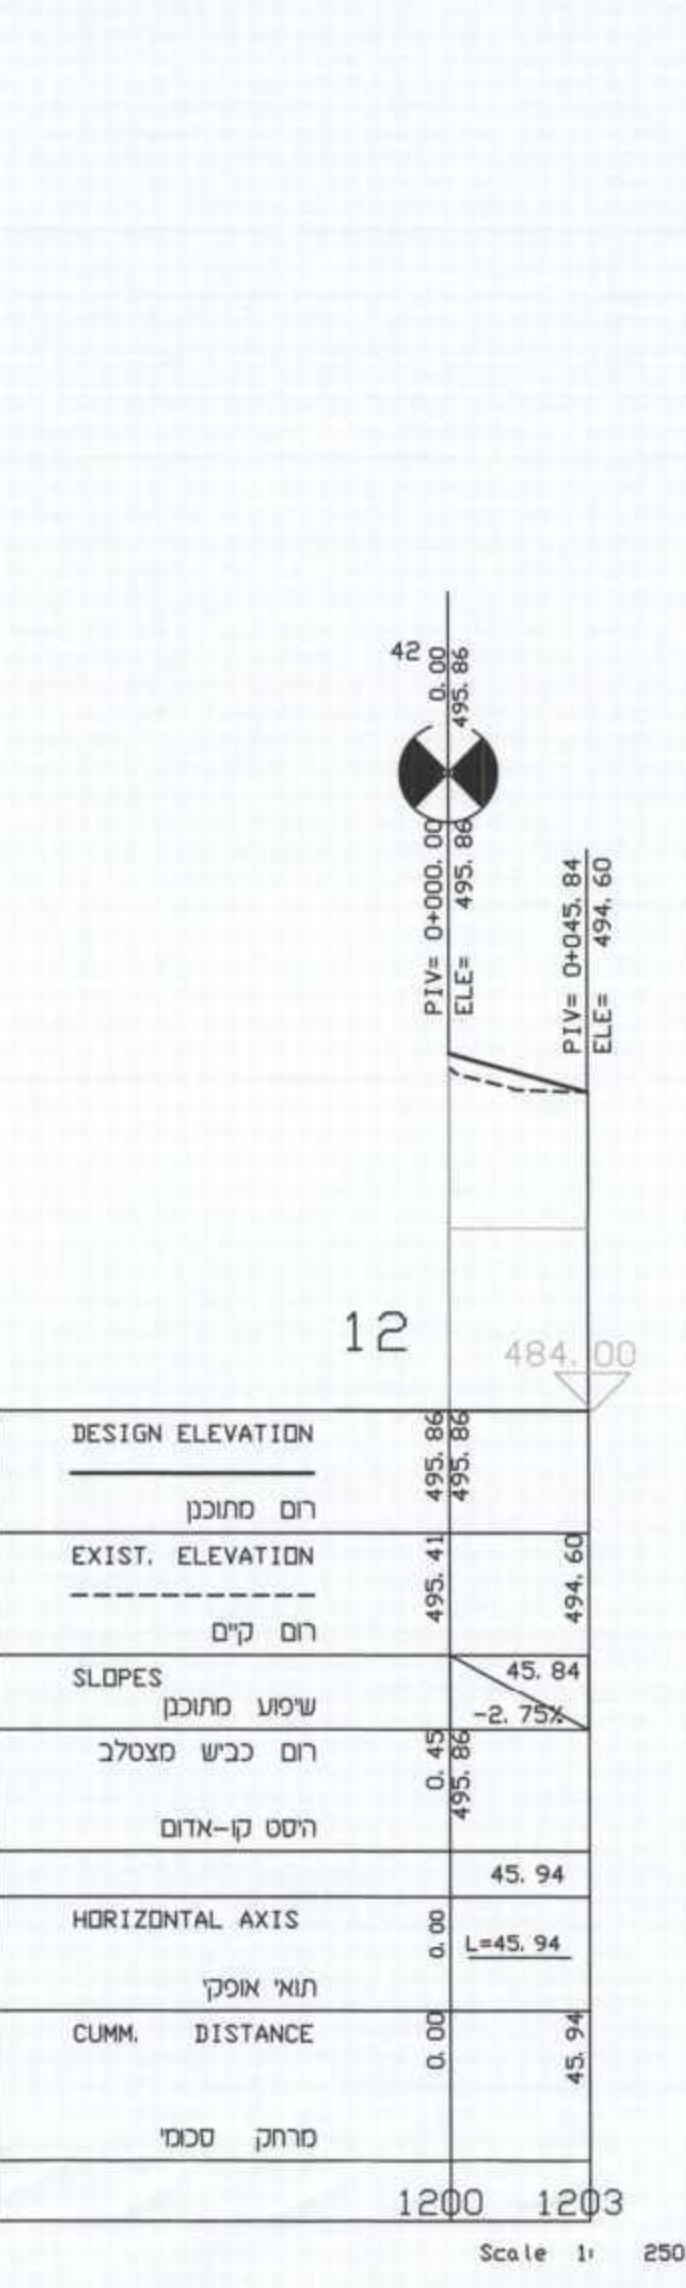 42
0.00
495.86
PIV= 0+000.00
ELE= 495.86
PIV= 0+045.84
ELE= 494.60
12
484.00
DESIGN ELEVATION
רום מתוכנן
495.86
495.86
EXIST. ELEVATION
רום קיים
495.41
494.60
SLOPES
שיפוע מתוכנן
45.84
-2.75%
רום כביש מצטלב
היסט קו-אדום
0.45
495.86
45.94
HORIZONTAL AXIS
תואי אופקי
0.00
L=45.94
CUMM. DISTANCE
מרחק סכומי
0.00
45.94
1200 1203
Scale 1: 250